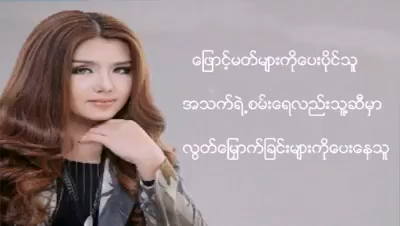 ဖြောင့်မတ်များကိုပေးပိုင်သူ
အသက်ရဲ့စမ်းရေလည်းသူ့ဆီမှာ
လွတ်မြှောက်ခြင်းများကိုပေးနေသူ